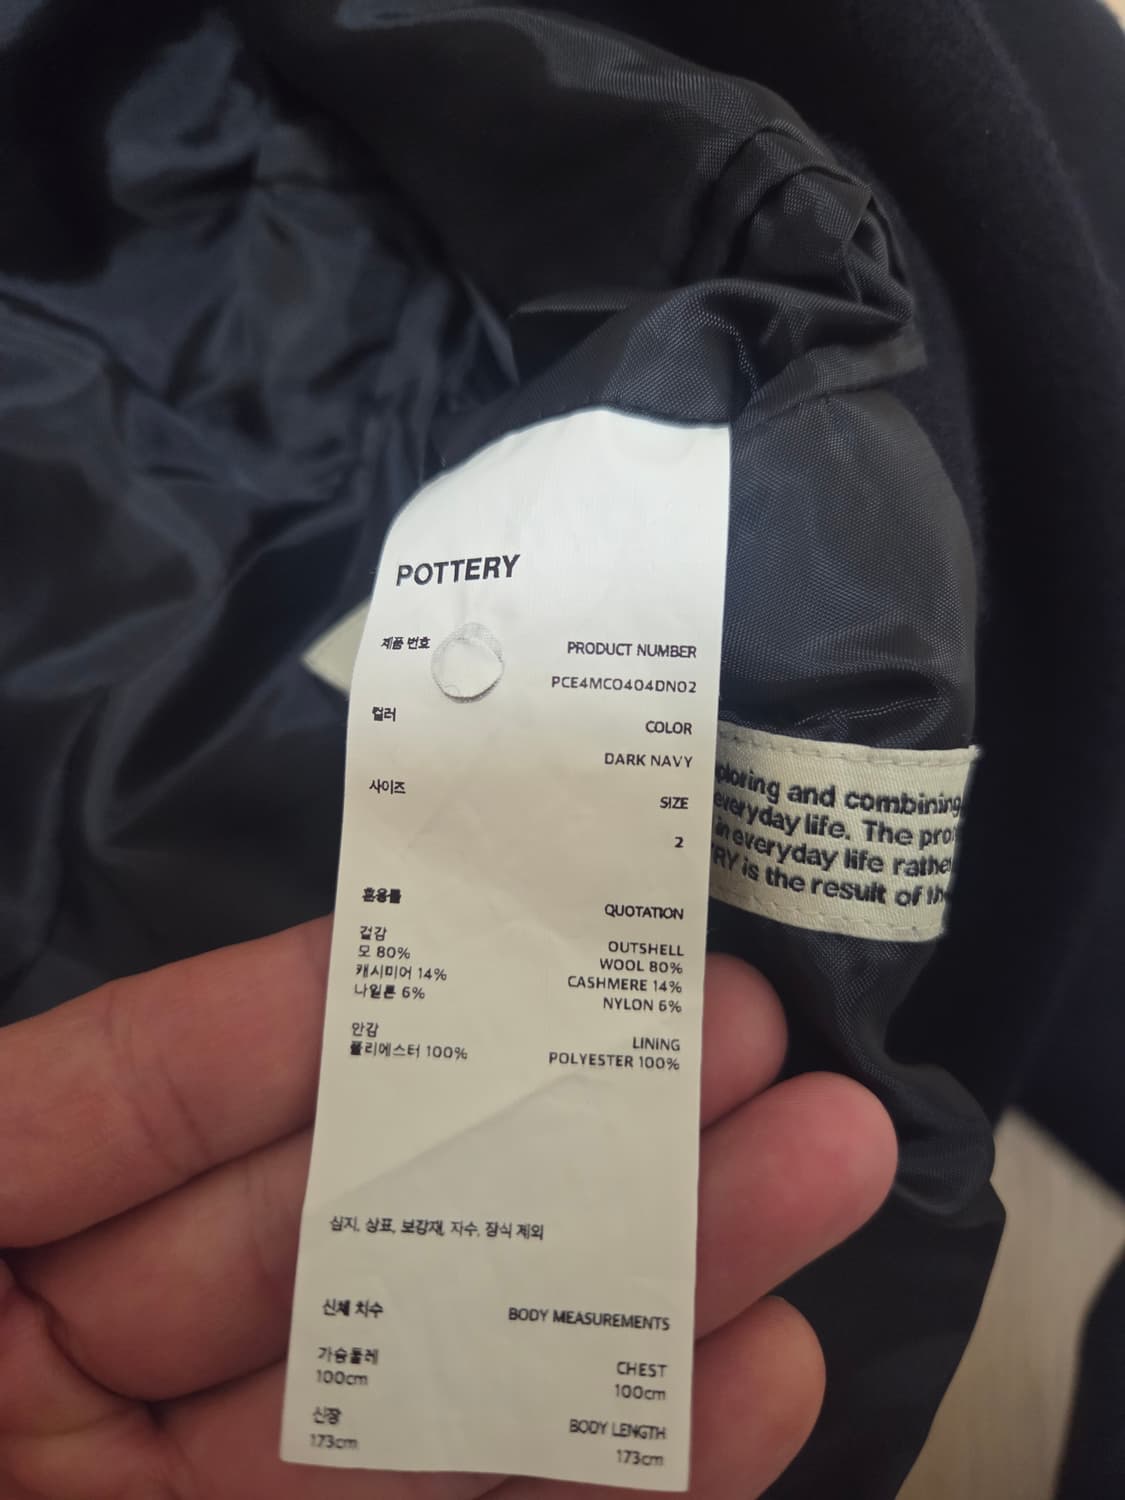 POTTERY
제품 번호
PRODUCT NUMBER
PCE4MCO404DN02
컬러
COLOR
DARK NAVY
사이즈
SIZE
2
혼용률
QUOTATION
겉감
모 80%
캐시미어 14%
나일론 6%
OUTSHELL
WOOL 80%
CASHMERE 14%
NYLON 6%
안감
폴리에스터 100%
LINING
POLYESTER 100%
심지, 상표, 보강재, 자수, 장식 제외
신체 치수
BODY MEASUREMENTS
가슴둘레
100cm
CHEST
100cm
신장
173cm
BODY LENGTH
173cm
ploring and combining
everyday life. The pro
in everyday life rathe
RY is the result of th